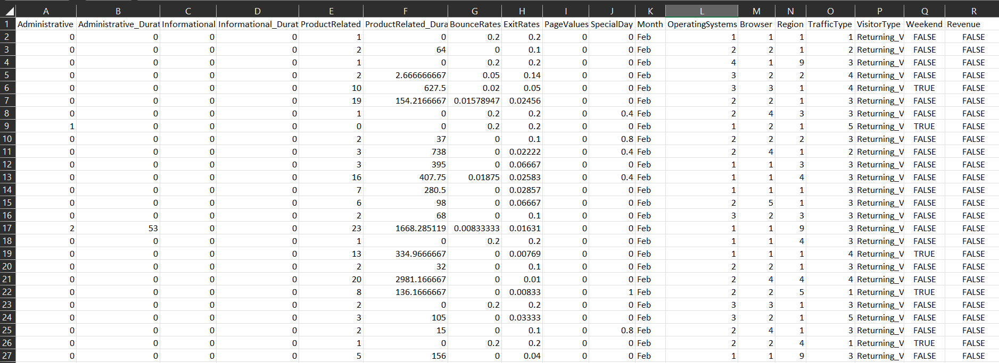 A B C D E F G H I J K L M N O P Q R
1 Administrative Administrative_Durat Informational Informational_Durat ProductRelated ProductRelated_Dura BounceRates ExitRates PageValues SpecialDay Month OperatingSystems Browser Region TrafficType VisitorType Weekend Revenue
2 0 0 0 0 1 0 0.2 0.2 0 0 Feb 1 1 1 1 Returning_V FALSE FALSE
3 0 0 0 0 2 64 0 0.1 0 0 Feb 2 2 1 2 Returning_V FALSE FALSE
4 0 0 0 0 1 0 0.2 0.2 0 0 Feb 4 1 9 3 Returning_V FALSE FALSE
5 0 0 0 0 2 2.666666667 0.05 0.14 0 0 Feb 3 2 2 4 Returning_V FALSE FALSE
6 0 0 0 0 10 627.5 0.02 0.05 0 0 Feb 3 3 1 4 Returning_V TRUE FALSE
7 0 0 0 0 19 154.2166667 0.01578947 0.02456 0 0 Feb 2 2 1 3 Returning_V FALSE FALSE
8 0 0 0 0 1 0 0.2 0.2 0 0.4 Feb 2 4 3 3 Returning_V FALSE FALSE
9 1 0 0 0 0 0 0.2 0.2 0 0 Feb 1 2 1 5 Returning_V TRUE FALSE
10 0 0 0 0 2 37 0 0.1 0 0.8 Feb 2 2 2 3 Returning_V FALSE FALSE
11 0 0 0 0 3 738 0 0.02222 0 0.4 Feb 2 4 1 2 Returning_V FALSE FALSE
12 0 0 0 0 3 395 0 0.06667 0 0 Feb 1 1 3 3 Returning_V FALSE FALSE
13 0 0 0 0 16 407.75 0.01875 0.02583 0 0.4 Feb 1 1 4 3 Returning_V FALSE FALSE
14 0 0 0 0 7 280.5 0 0.02857 0 0 Feb 1 1 1 3 Returning_V FALSE FALSE
15 0 0 0 0 6 98 0 0.06667 0 0 Feb 2 5 1 3 Returning_V FALSE FALSE
16 0 0 0 0 2 68 0 0.1 0 0 Feb 3 2 3 3 Returning_V FALSE FALSE
17 2 53 0 0 23 1668.285119 0.00833333 0.01631 0 0 Feb 1 1 9 3 Returning_V FALSE FALSE
18 0 0 0 0 1 0 0.2 0.2 0 0 Feb 1 1 4 3 Returning_V FALSE FALSE
19 0 0 0 0 13 334.9666667 0 0.00769 0 0 Feb 1 1 1 4 Returning_V TRUE FALSE
20 0 0 0 0 2 32 0 0.1 0 0 Feb 2 2 1 3 Returning_V FALSE FALSE
21 0 0 0 0 20 2981.166667 0 0.01 0 0 Feb 2 4 4 4 Returning_V FALSE FALSE
22 0 0 0 0 8 136.1666667 0 0.00833 0 1 Feb 2 2 5 1 Returning_V TRUE FALSE
23 0 0 0 0 2 0 0.2 0.2 0 0 Feb 3 3 1 3 Returning_V FALSE FALSE
24 0 0 0 0 3 105 0 0.03333 0 0 Feb 3 2 1 5 Returning_V FALSE FALSE
25 0 0 0 0 2 15 0 0.1 0 0.8 Feb 2 4 1 3 Returning_V FALSE FALSE
26 0 0 0 0 1 0 0.2 0.2 0 0 Feb 2 2 4 1 Returning_V TRUE FALSE
27 0 0 0 0 5 156 0 0.04 0 0 Feb 1 1 9 3 Returning_V FALSE FALSE